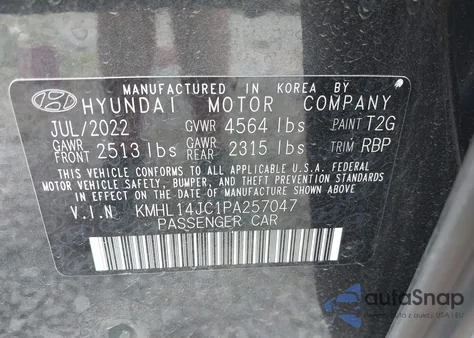 MANUFACTURED IN KOREA BY
HYUNDAI MOTOR COMPANY
JUL/2022 GVWR 4564 lbs PAINT T2G
GAWR FRONT 2513 lbs GAWR REAR 2315 lbs TRIM RBP
THIS VEHICLE CONFORMS TO ALL APPLICABLE U.S.A. FEDERAL
MOTOR VEHICLE SAFETY, BUMPER, AND THEFT PREVENTION STANDARDS
IN EFFECT ON THE DATE OF MANUFACTURE SHOWN ABOVE.
V.I.N KMHL14JC1PA257047
PASSENGER CAR
autoSnap